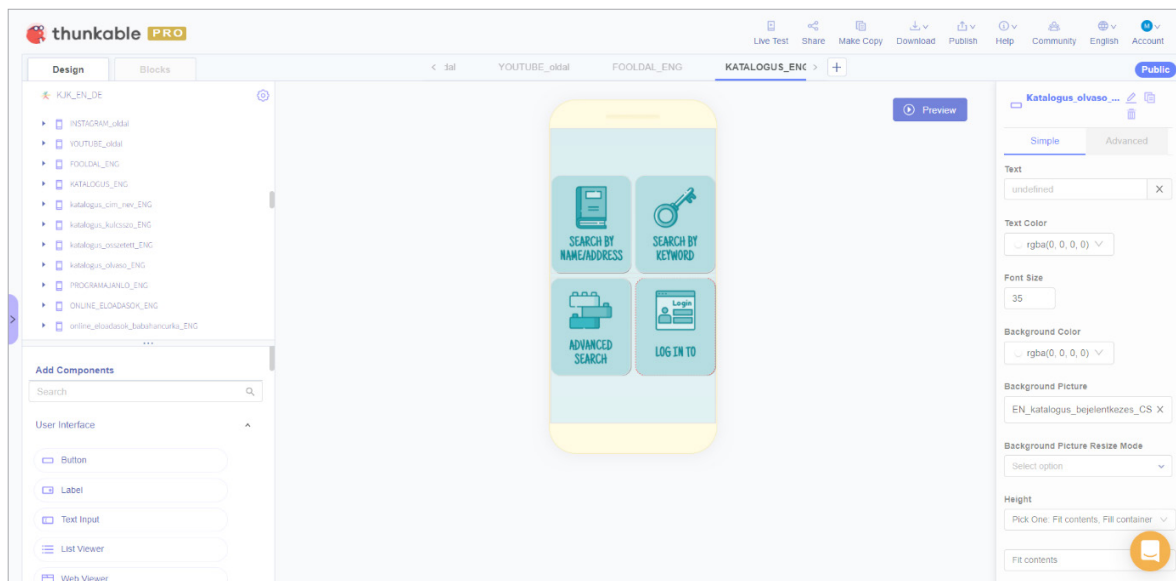 thunkable PRO
Live Test Share Make Copy Download Publish Help Community English Account
Design Blocks
YOUTUBE_oldal FOOLDAL_ENG KATALOGUS_ENG
Public
KJK_EN_DE
INSTAGRAM_oldal
YOUTUBE_oldal
FOOLDAL_ENG
KATALOGUS_ENG
katalogus_cim_nev_ENG
katalogus_kulcsszo_ENG
katalogus_osszetett_ENG
katalogus_olvaso_ENG
PROGRAMAJANLO_ENG
ONLINE_ELOADASOK_ENG
online_eloadasok_babahancurka_ENG
Add Components
Search
User Interface
Button
Label
Text Input
List Viewer
Web Viewer
Preview
SEARCH BY
NAME/ADDRESS
SEARCH BY
KEYWORD
ADVANCED
SEARCH
Login
LOG IN TO
Katalogus_olvaso_...
Simple Advanced
Text
undefined X
Text Color
rgba(0, 0, 0, 0)
Font Size
35
Background Color
rgba(0, 0, 0, 0)
Background Picture
EN_katalogus_bejelentkezes_CS X
Background Picture Resize Mode
Select option
Height
Pick One: Fit contents, Fill container
Fit contents